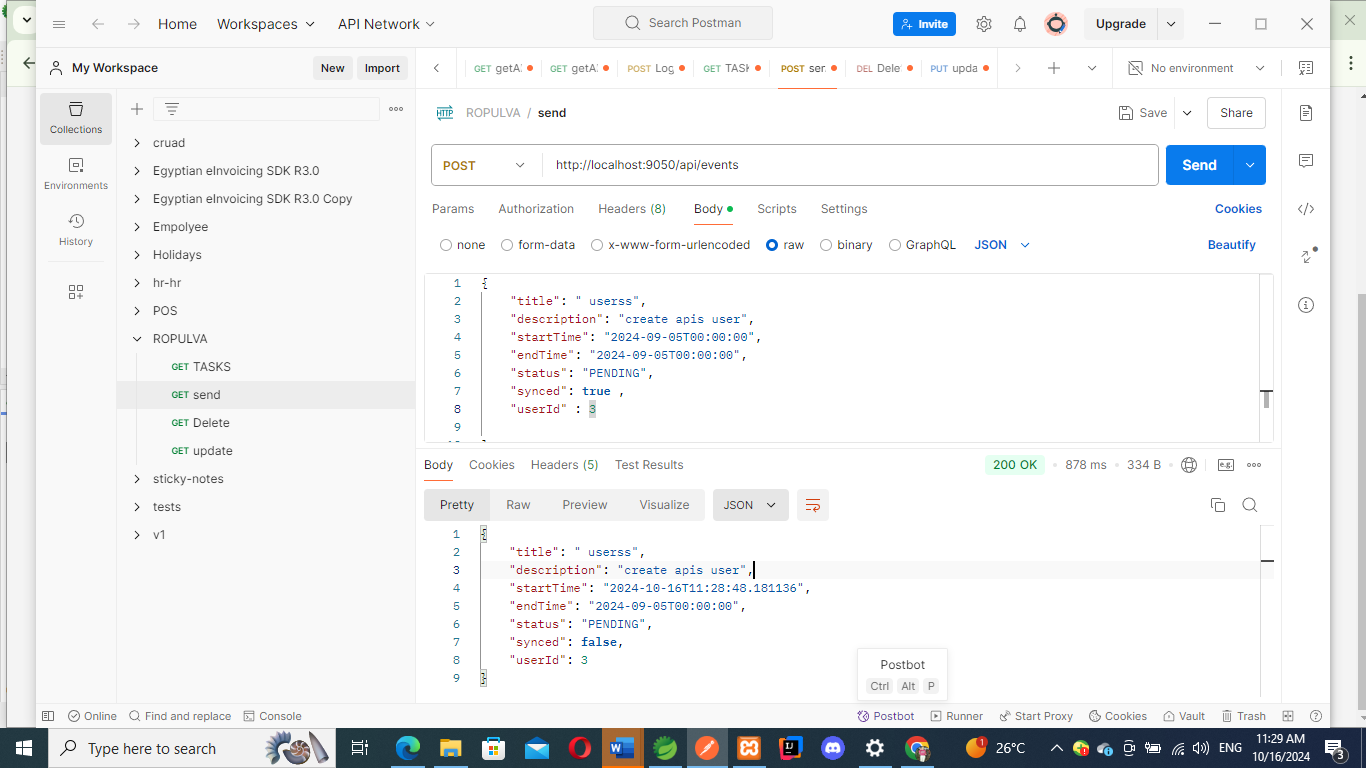 Home Workspaces API Network Search Postman Invite Upgrade
My Workspace New Import GET getA GET getA POST Log GET TASK POST sen DEL Dele PUT upda No environment
Collections
Environments
History
cruad
Egyptian eInvoicing SDK R3.0
Egyptian eInvoicing SDK R3.0 Copy
Empolyee
Holidays
hr-hr
POS
ROPULVA
GET TASKS
GET send
GET Delete
GET update
sticky-notes
tests
v1
HTTP ROPULVA / send Save Share
POST http://localhost:9050/api/events Send
Params Authorization Headers (8) Body Scripts Settings Cookies
none form-data x-www-form-urlencoded raw binary GraphQL JSON Beautify
1 {
2 "title": " userss",
3 "description": "create apis user",
4 "startTime": "2024-09-05T00:00:00",
5 "endTime": "2024-09-05T00:00:00",
6 "status": "PENDING",
7 "synced": true ,
8 "userId" : 3
9
Body Cookies Headers (5) Test Results 200 OK 878 ms 334 B e.g.
Pretty Raw Preview Visualize JSON
1 {
2 "title": " userss",
3 "description": "create apis user",
4 "startTime": "2024-10-16T11:28:48.181136",
5 "endTime": "2024-09-05T00:00:00",
6 "status": "PENDING",
7 "synced": false,
8 "userId": 3
9 }
Postbot
Ctrl Alt P
Online Find and replace Console Postbot Runner Start Proxy Cookies Vault Trash
Type here to search 1 26°C ENG 11:29 AM
10/16/2024 3